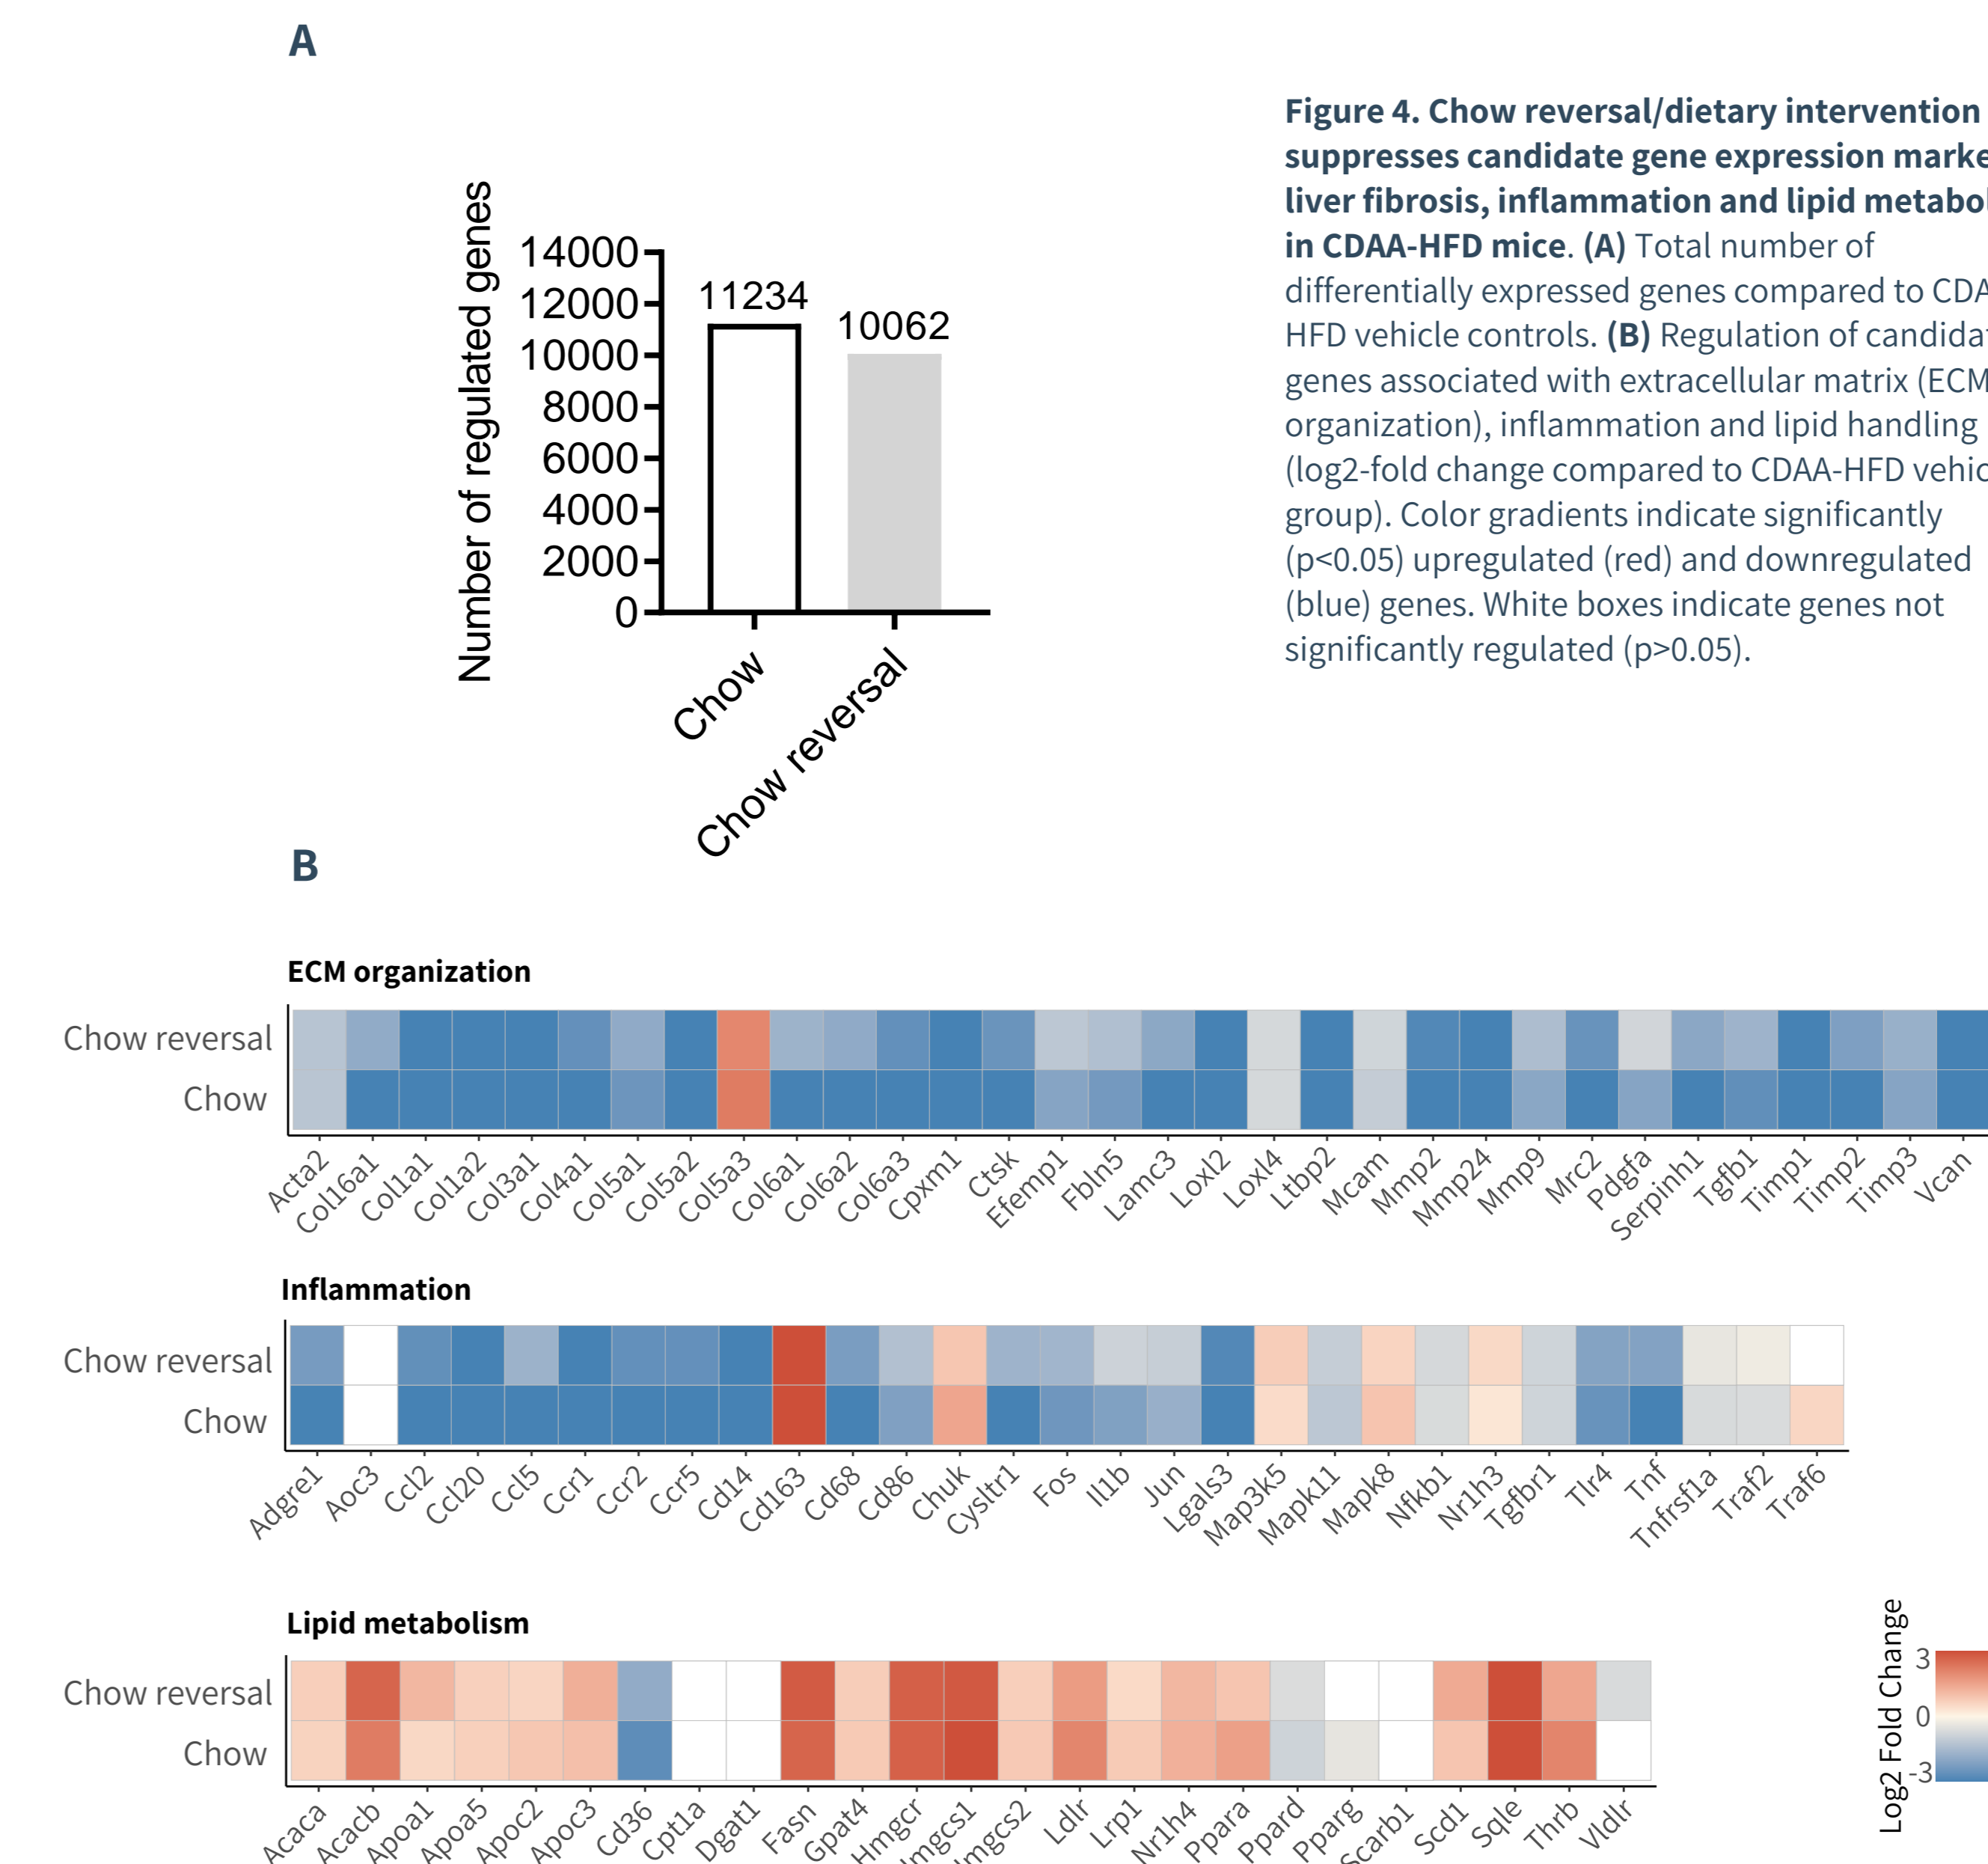 A
Number of regulated genes
14000
12000
10000
8000
6000
4000
2000
0
11234
10062
Chow
Chow reversal
Figure 4. Chow reversal/dietary intervention
suppresses candidate gene expression
liver fibrosis, inflammation and lipid
in CDAA-HFD mice. (A) Total number of
differentially expressed genes compared to
HFD vehicle controls. (B) Regulation of
genes associated with extracellular matrix (ECM
organization), inflammation and lipid handling
(log2-fold change compared to CDAA-HFD
group). Color gradients indicate significantly
(p<0.05) upregulated (red) and downregulated
(blue) genes. White boxes indicate genes not
significantly regulated (p>0.05).
B
ECM organization
Chow reversal
Chow
Acta2 Col16a1 Col1a1 Col1a2 Col3a1 Col4a1 Col5a1 Col5a2 Col5a3 Col6a1 Col6a2 Col6a3 Cpxm1 Ctsk Efemp1 Fbln5 Lamc3 Loxl2 Loxl4 Ltbp2 Mcam Mmp2 Mmp24 Mmp9 Mrc2 Pdgfa Serpinh1 Tgfb1 Timp1 Timp2 Timp3 Vcan
Inflammation
Chow reversal
Chow
Adgre1 Aoc3 Ccl2 Ccl20 Ccl5 Ccr1 Ccr2 Ccr5 Cd14 Cd163 Cd68 Cd86 Chuk Cysltr1 Fos Il1b Jun Lgals3 Map3k5 Mapk11 Mapk8 Nfkb1 Nr1h3 Tgfbr1 Tlr4 Tnf Tnfrsf1a Traf2 Traf6
Lipid metabolism
Chow reversal
Chow
Acaca Acacb Apoa1 Apoa5 Apoc2 Apoc3 Cd36 Cpt1a Dgat1 Fasn Gpat4 Hmgcr mgcs1 mgcs2 Ldlr Lrp1 Nr1h4 Ppara Ppard Pparg Scarb1 Scd1 Sqle Thrb Vldlr
Log2 Fold Change
3
0
-3